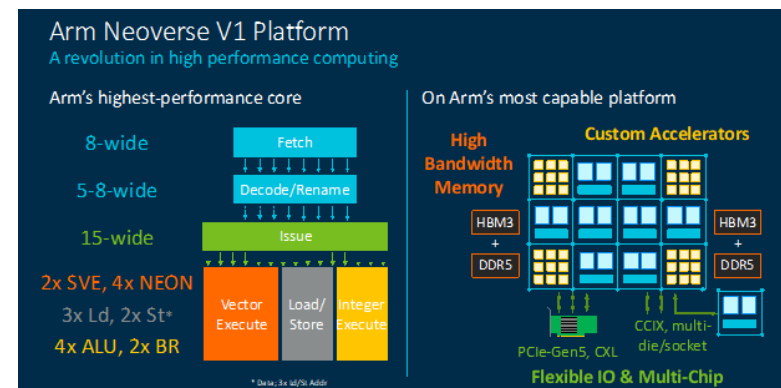 Arm Neoverse V1 Platform
A revolution in high performance computing
Arm's highest-performance core
8-wide
Fetch
5-8-wide
Decode/Rename
15-wide
Issue
2x SVE, 4x NEON
3x Ld, 2x St*
4x ALU, 2x BR
Vector
Execute
Load/
Store
Integer
Execute
* Data; 3x ld/St Addr
On Arm's most capable platform
High
Bandwidth
Memory
Custom Accelerators
HBM3
+
DDR5
HBM3
+
DDR5
PCIe-Gen5, CXL
CCIX, multi-
die/socket
Flexible IO & Multi-Chip